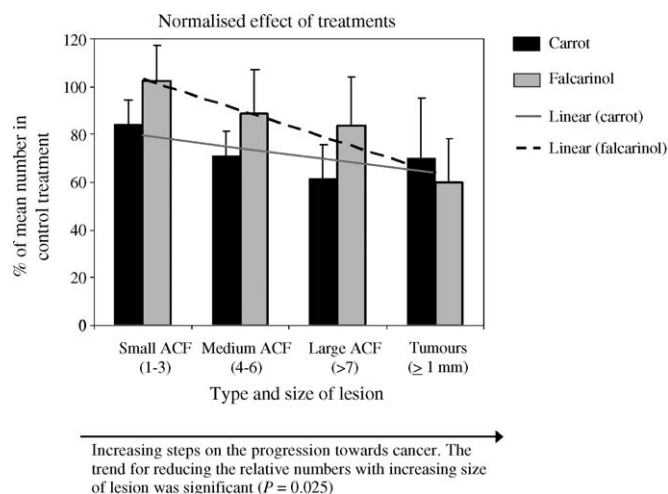 Normalised effect of treatments
% of mean number in
control treatment
120
100
80
60
40
20
0
Small ACF
(1-3)
Medium ACF
(4-6)
Large ACF
(>7)
Tumours
(≥ 1 mm)
Type and size of lesion
Carrot
Falcarinol
Linear (carrot)
Linear (falcarinol)
Increasing steps on the progression towards cancer. The
trend for reducing the relative numbers with increasing size
of lesion was significant (P = 0.025)